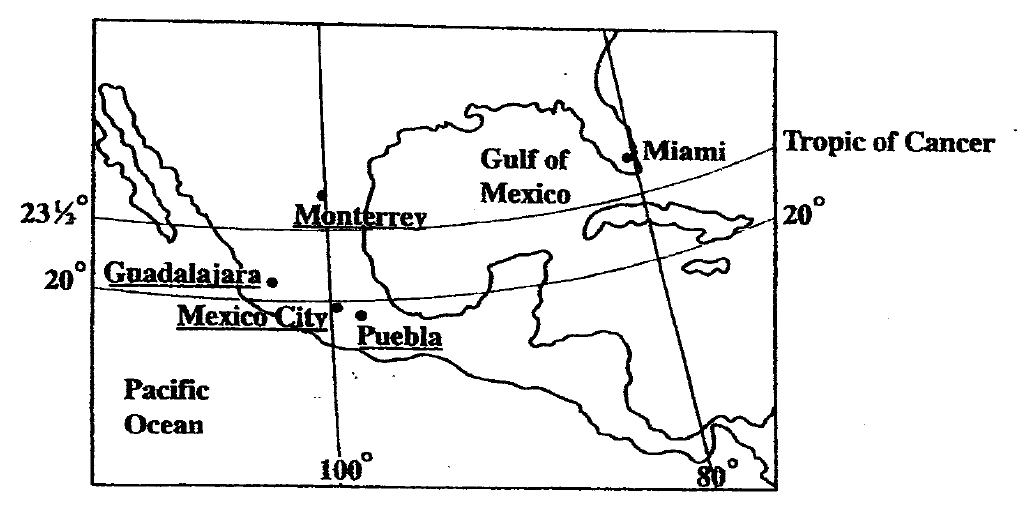 Tropic of Cancer
Miami
Gulf of
Mexico
23½°
Monterrey
20°
20°
Guadalajara
Mexico City
Puebla
Pacific
Ocean
100°
80°